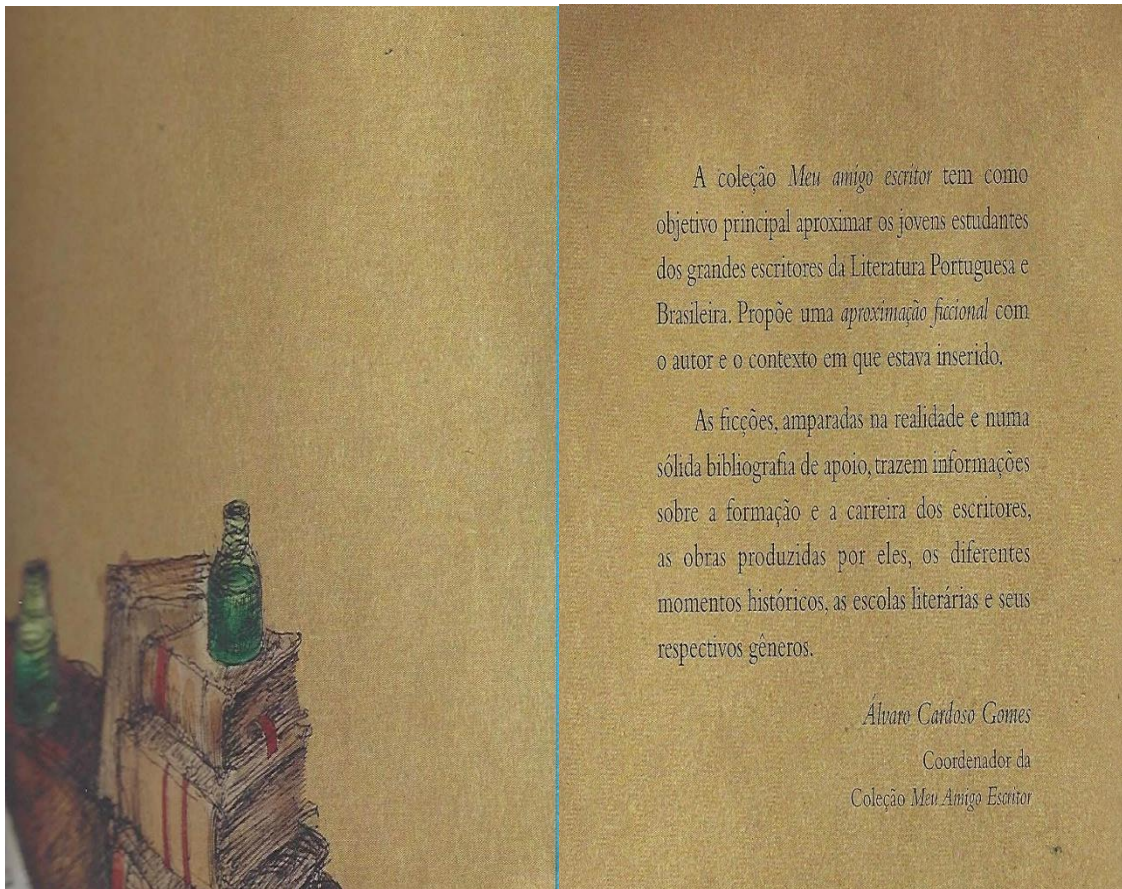 A coleção Meu amigo escritor tem como
objetivo principal aproximar os jovens estudantes
dos grandes escritores da Literatura Portuguesa e
Brasileira. Propõe uma aproximação ficcional com
o autor e o contexto em que estava inserido.
As ficções, amparadas na realidade e numa
sólida bibliografia de apoio, trazem informações
sobre a formação e a carreira dos escritores,
as obras produzidas por eles, os diferentes
momentos históricos, as escolas literárias e seus
respectivos gêneros.
Álvaro Cardoso Gomes
Coordenador da
Coleção Meu Amigo Escritor